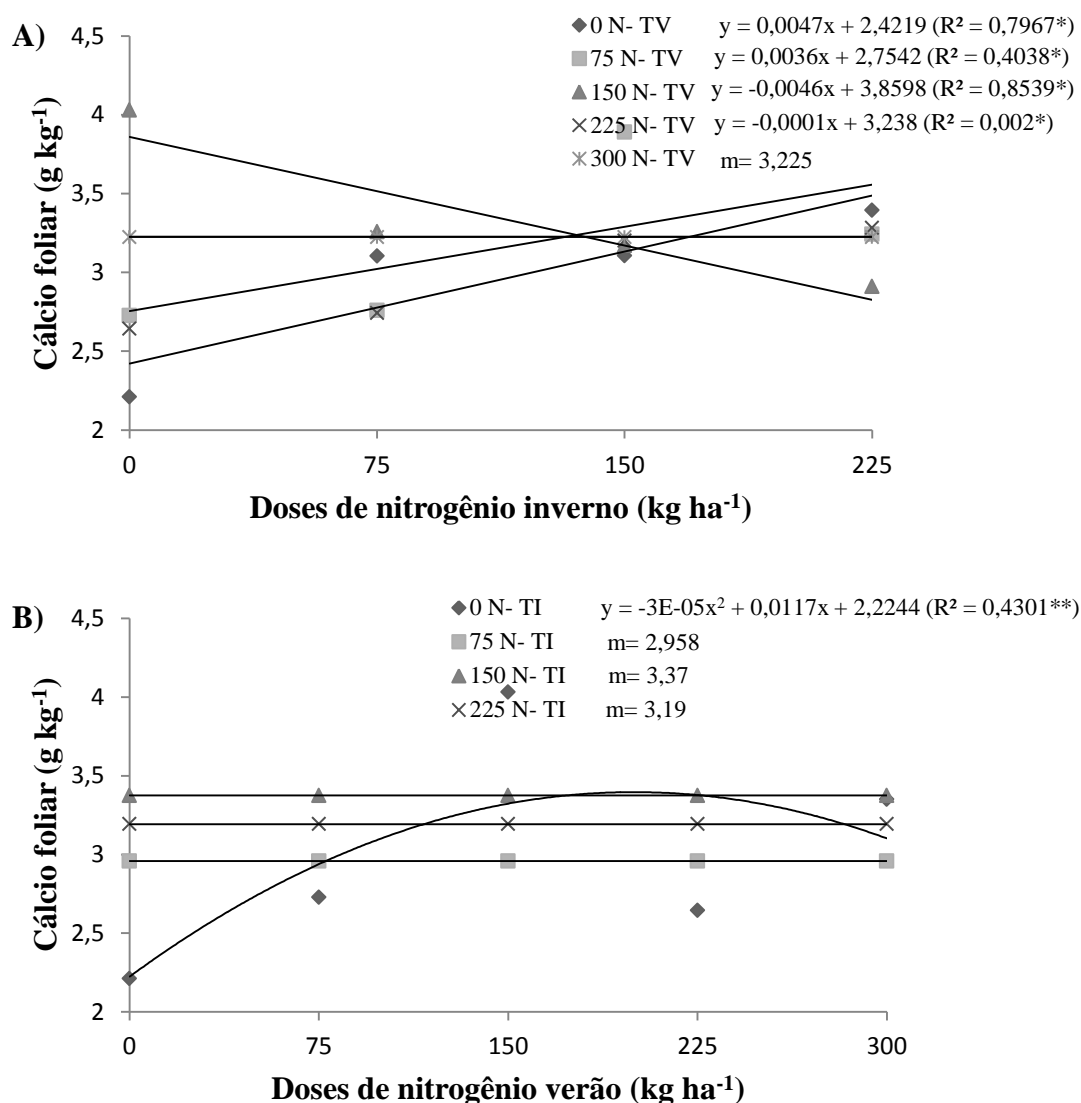 A)
0 N- TV y = 0,0047x + 2,4219 (R² = 0,7967*)
75 N- TV y = 0,0036x + 2,7542 (R² = 0,4038*)
150 N- TV y = -0,0046x + 3,8598 (R² = 0,8539*)
225 N- TV y = -0,0001x + 3,238 (R² = 0,002*)
300 N- TV m= 3,225
Cálcio foliar (g kg⁻¹)
4,5
4
3,5
3
2,5
2
0 75 150 225
Doses de nitrogênio inverno (kg ha⁻¹)
B)
0 N- TI y = -3E-05x² + 0,0117x + 2,2244 (R² = 0,4301**)
75 N- TI m= 2,958
150 N- TI m= 3,37
225 N- TI m= 3,19
Cálcio foliar (g kg⁻¹)
4,5
4
3,5
3
2,5
2
0 75 150 225 300
Doses de nitrogênio verão (kg ha⁻¹)